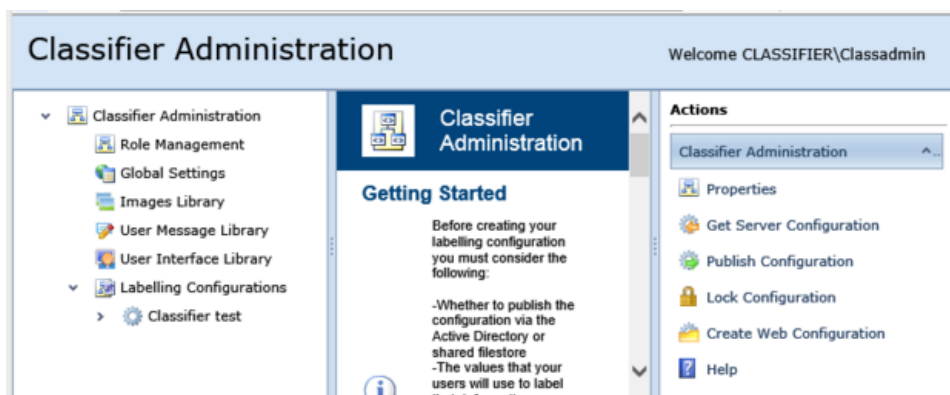 Classifier Administration
Welcome CLASSIFIER\Classadmin
Classifier Administration
Role Management
Global Settings
Images Library
User Message Library
User Interface Library
Labelling Configurations
Classifier test
Classifier
Administration
Getting Started
Before creating your
labelling configuration
you must consider the
following:
-Whether to publish the
configuration via the
Active Directory or
shared filestore
-The values that your
users will use to label
Actions
Classifier Administration
Properties
Get Server Configuration
Publish Configuration
Lock Configuration
Create Web Configuration
Help